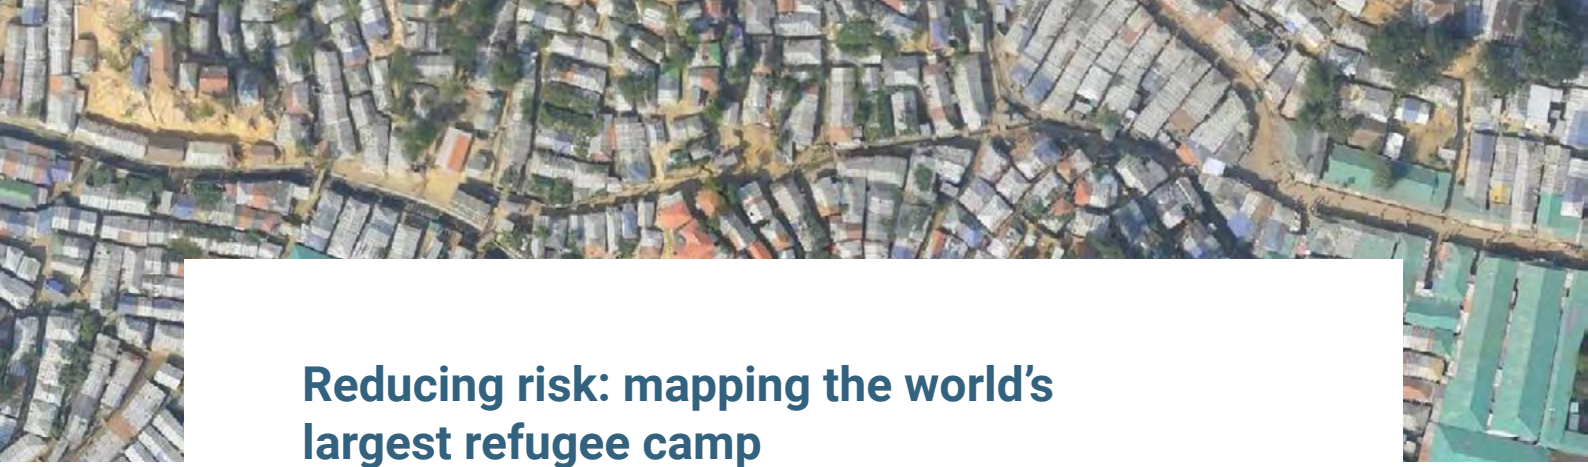 Reducing risk: mapping the world’s
largest refugee camp